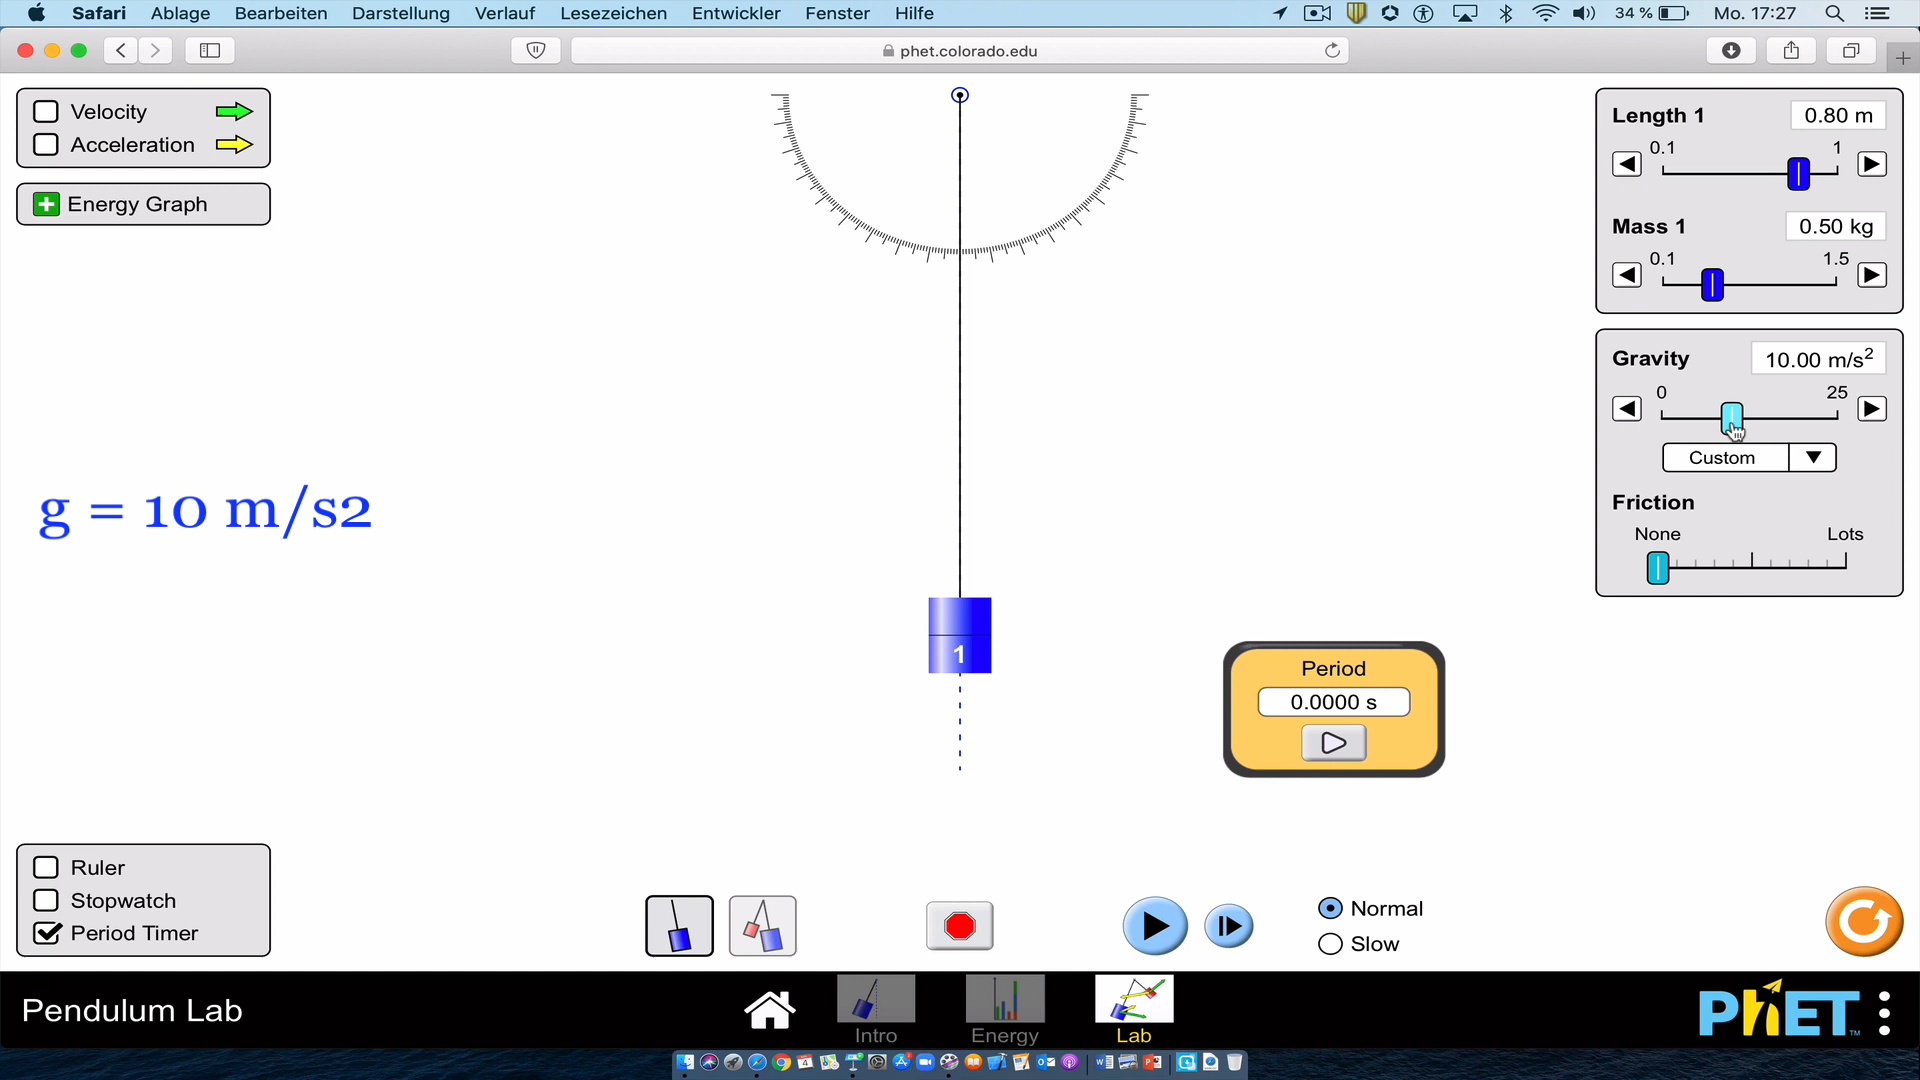 Safari Ablage Bearbeiten Darstellung Verlauf Lesezeichen Entwickler Fenster Hilfe 34 % Mo. 17:27
phet.colorado.edu
Velocity
Acceleration
Energy Graph
Length 1 0.80 m
0.1 1
Mass 1 0.50 kg
0.1 1.5
Gravity 10.00 m/s2
0 25
Custom
Friction
None Lots
g = 10 m/s2
1
Period
0.0000 s
Ruler
Stopwatch
Period Timer
Normal
Slow
Pendulum Lab
Intro
Energy
Lab
PhET